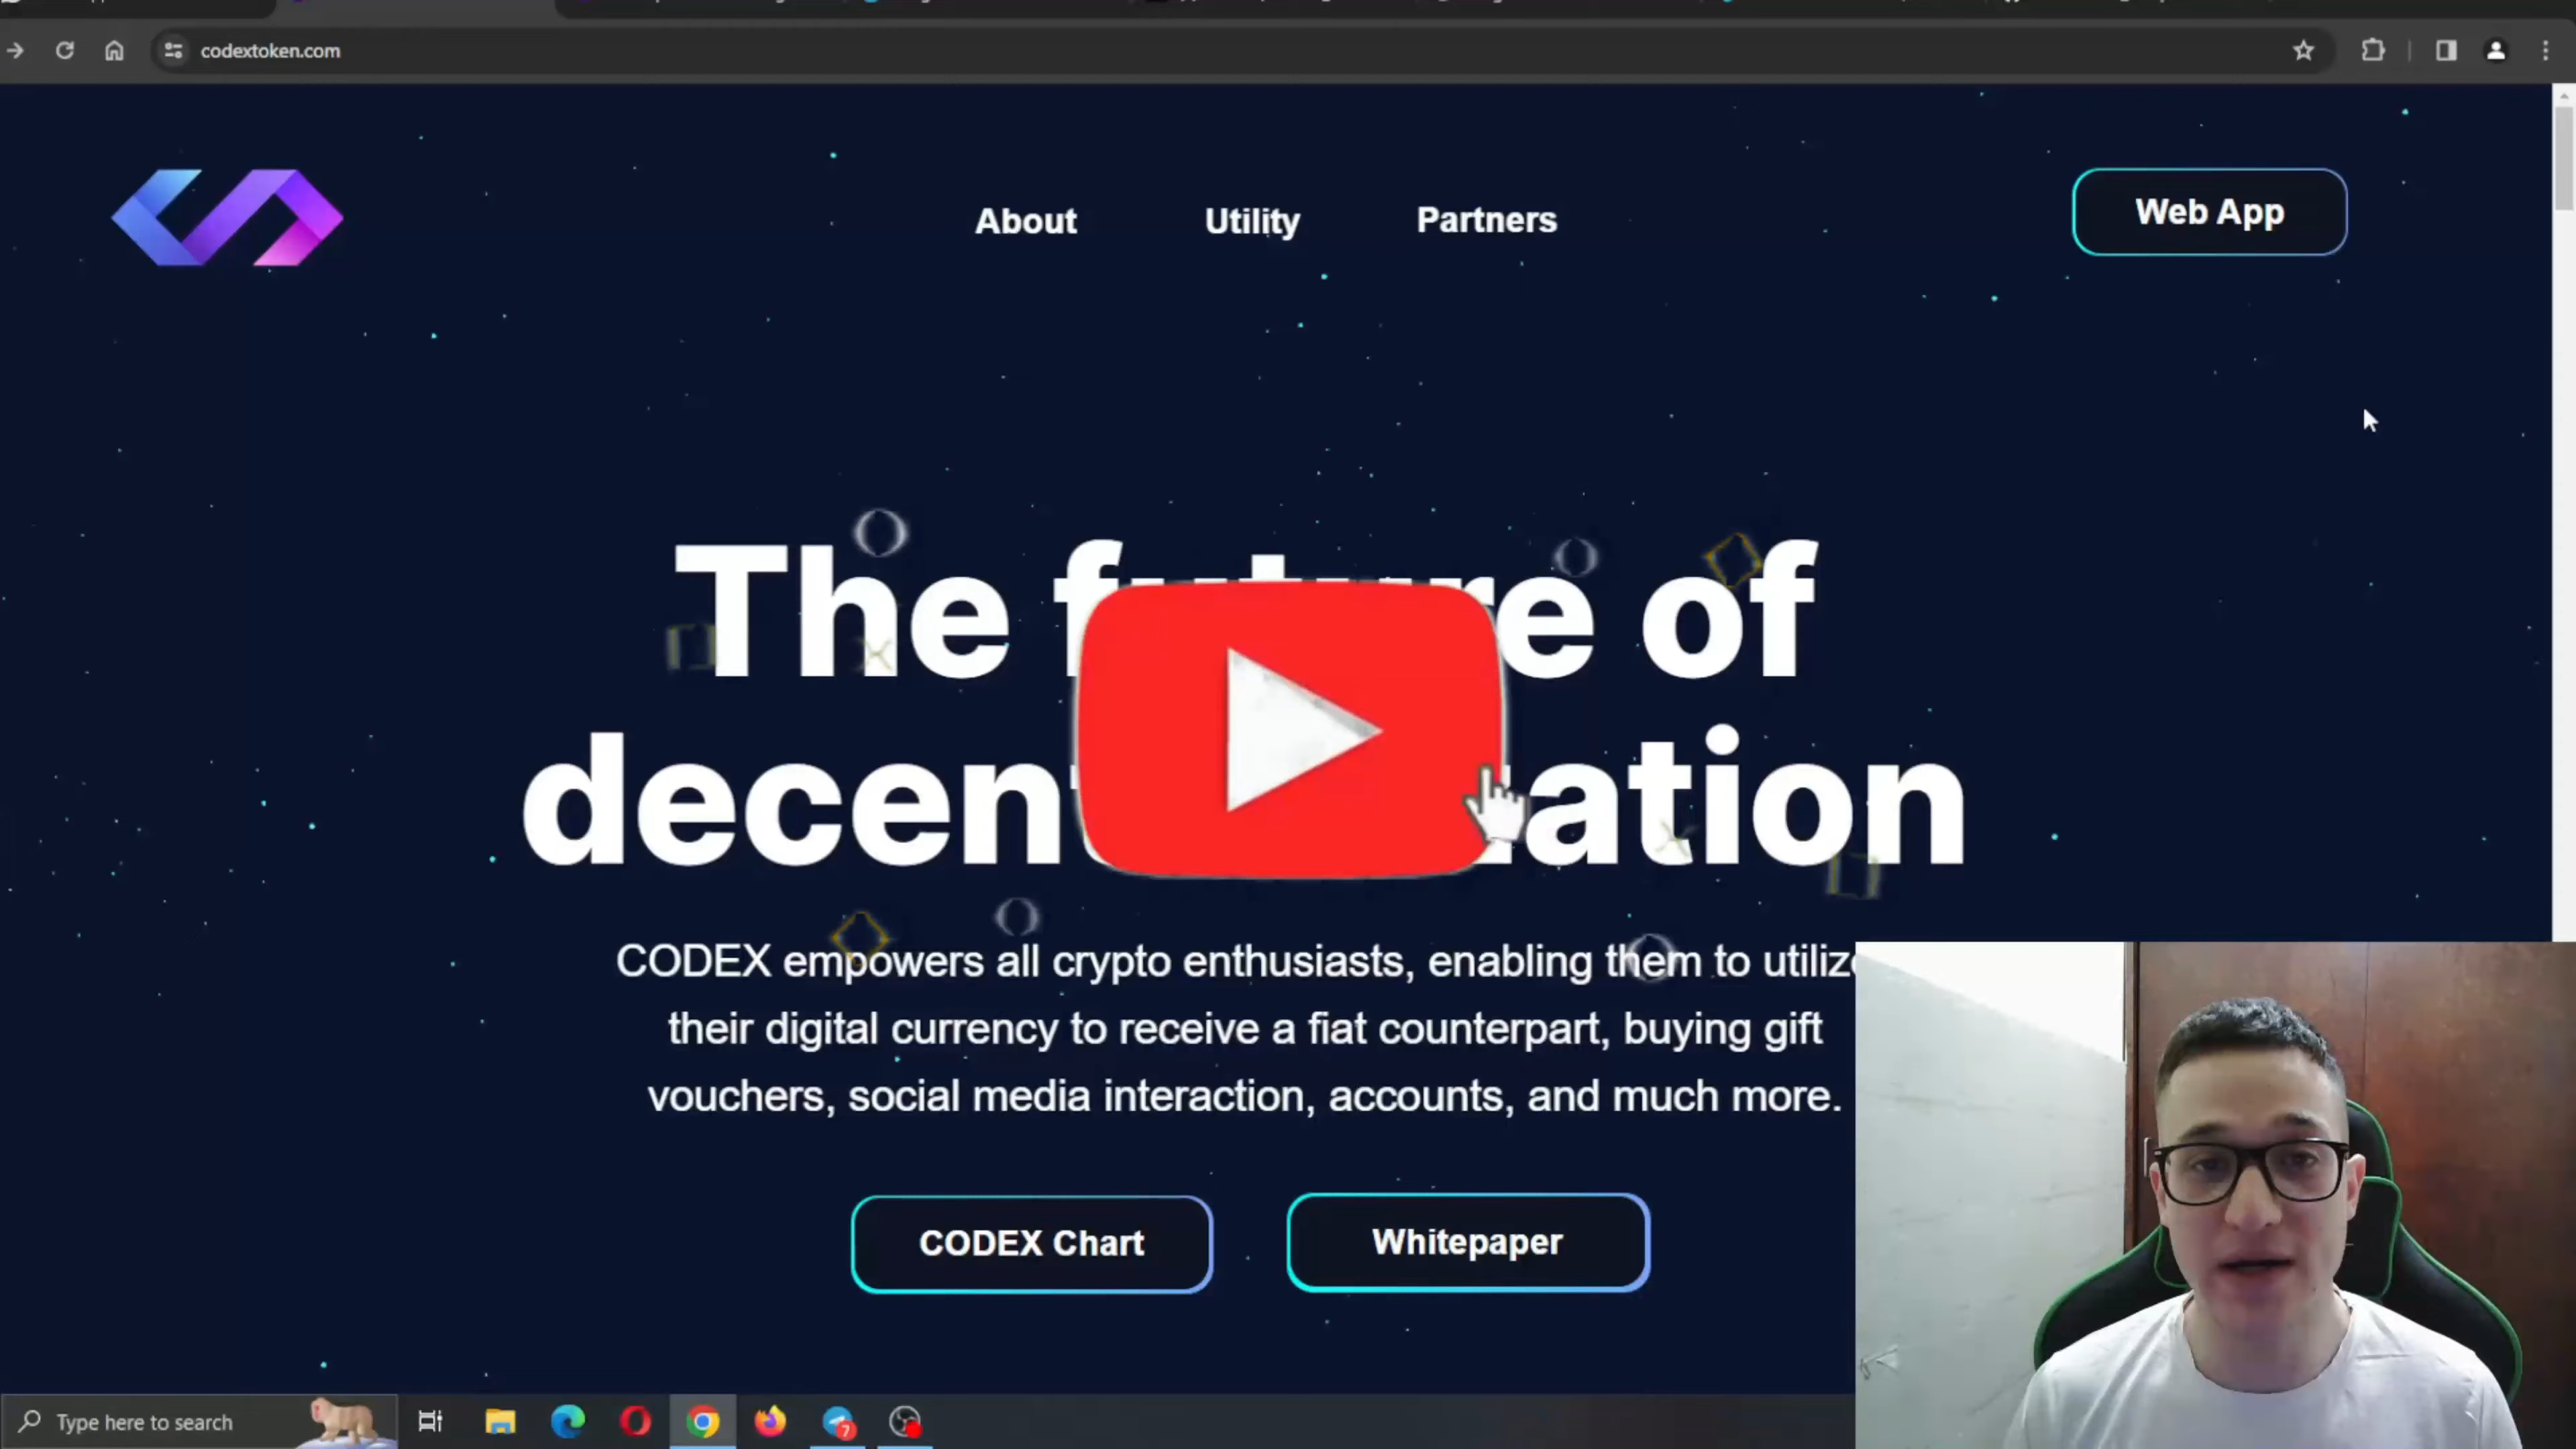 codextoken.com
About
Utility
Partners
Web App
The re of
decen ation
CODEX empowers all crypto enthusiasts, enabling them to utilize
their digital currency to receive a fiat counterpart, buying gift
vouchers, social media interaction, accounts, and much more.
CODEX Chart
Whitepaper
Type here to search
7